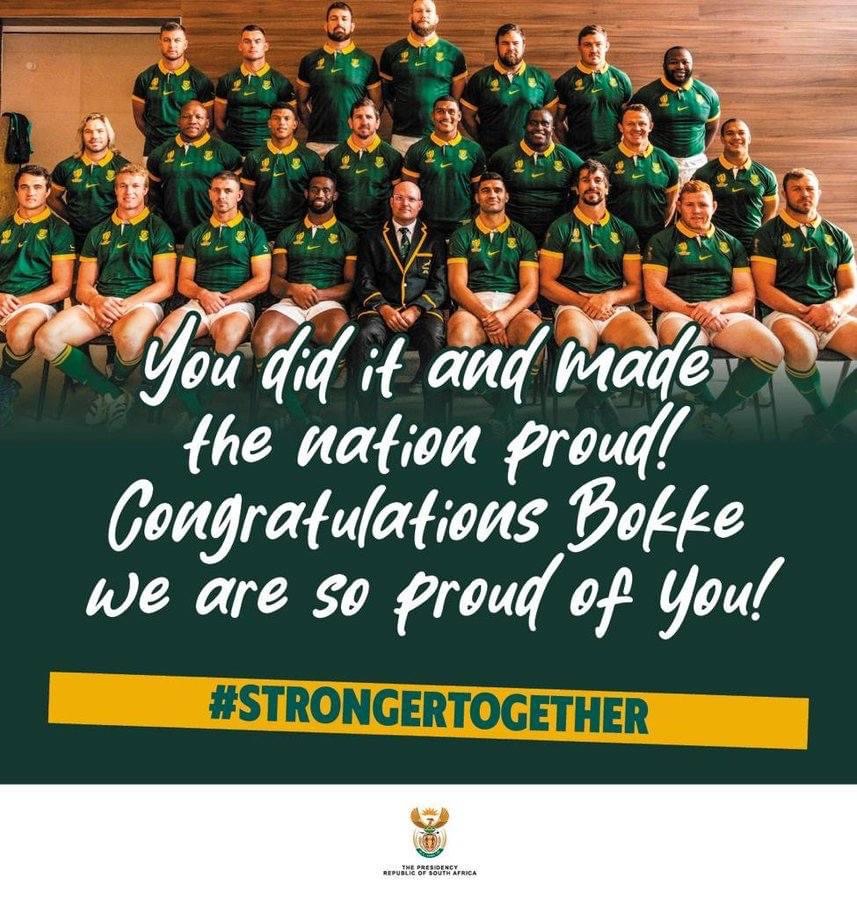 You did it and made
the nation proud!
Congratulations Bokke
we are so proud of you!
#STRONGERTOGETHER
THE PRESIDENCY
REPUBLIC OF SOUTH AFRICA